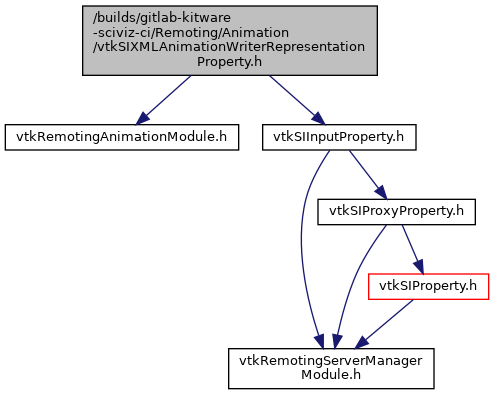 /builds/gitlab-kitware
-sciviz-ci/Remoting/Animation
/vtkSIXMLAnimationWriterRepresentation
Property.h
vtkRemotingAnimationModule.h
vtkSIInputProperty.h
vtkSIProxyProperty.h
vtkSIProperty.h
vtkRemotingServerManager
Module.h